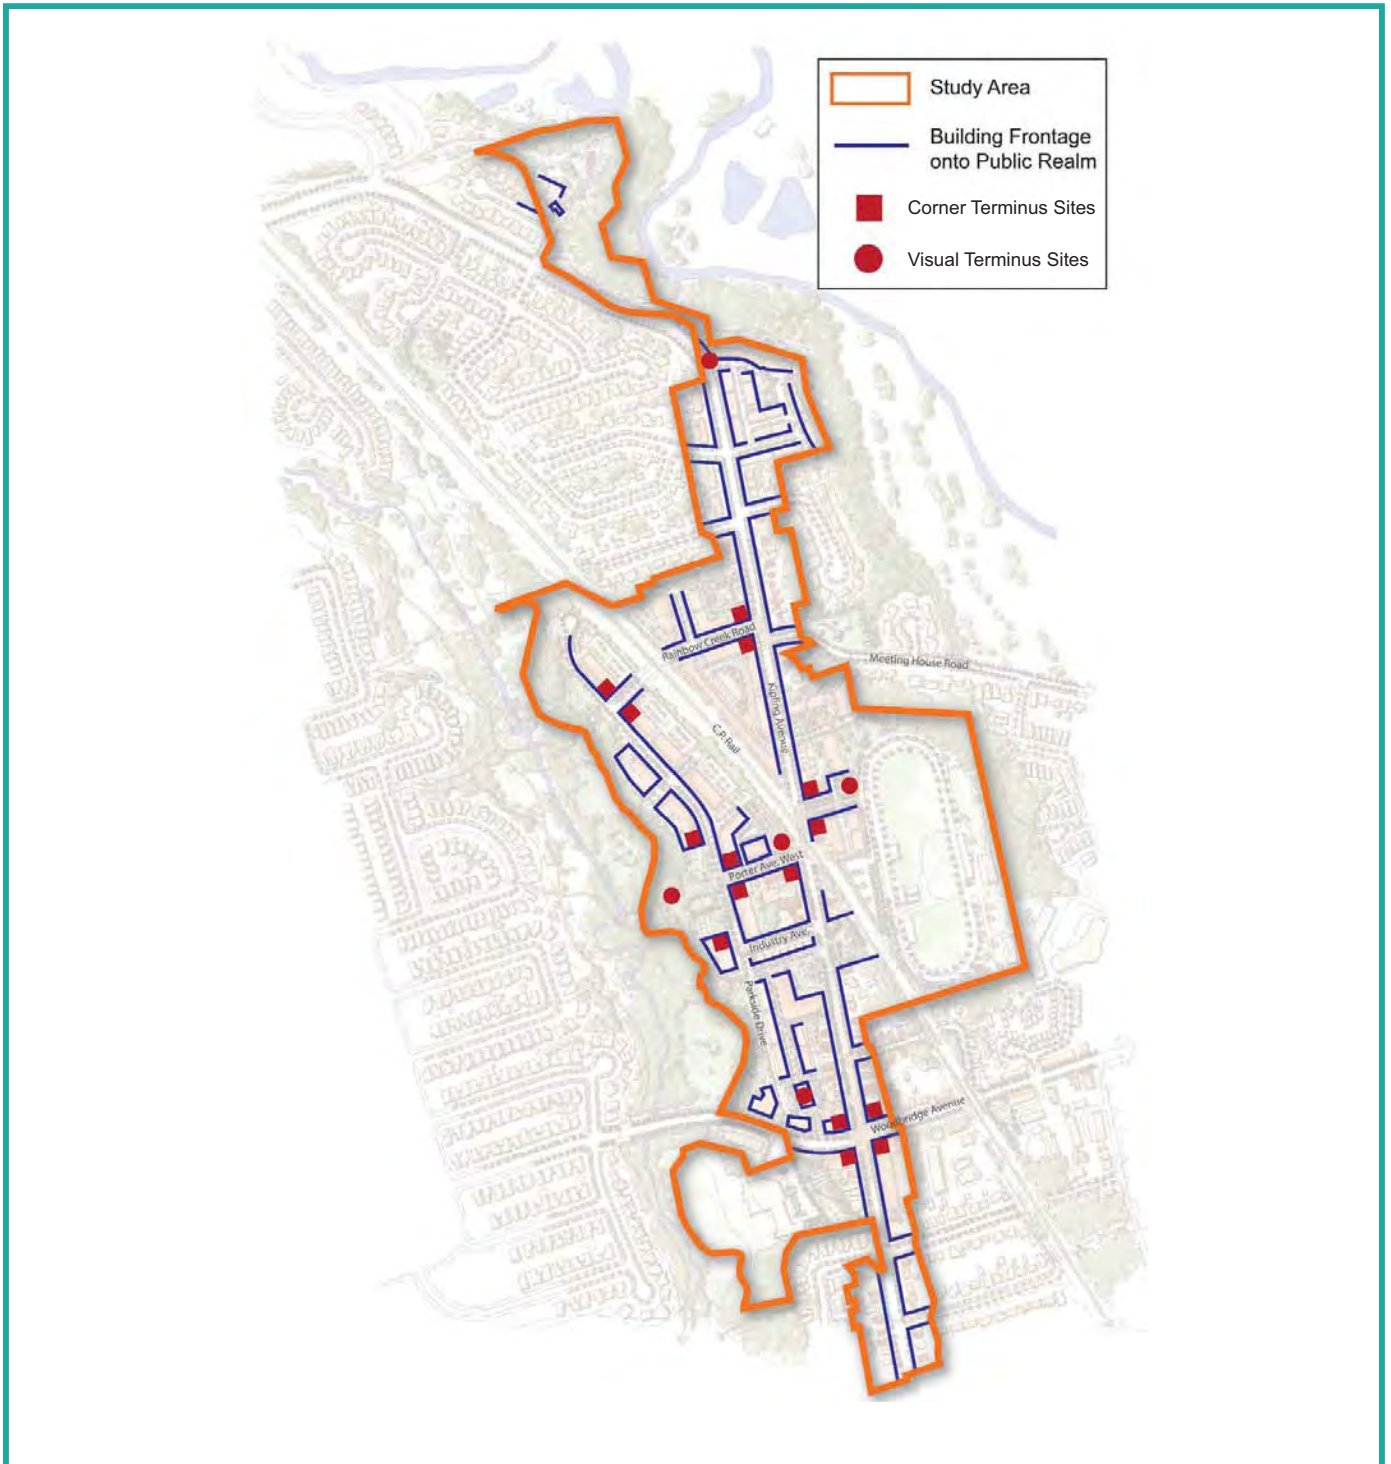 Study Area
Building Frontage
onto Public Realm
Corner Terminus Sites
Visual Terminus Sites
Rainbow Creek Road
Meeting House Road
Kipling Avenue
C.P. Rail
Porter Ave. West
Industry Ave.
Parkside Drive
Woodbridge Avenue